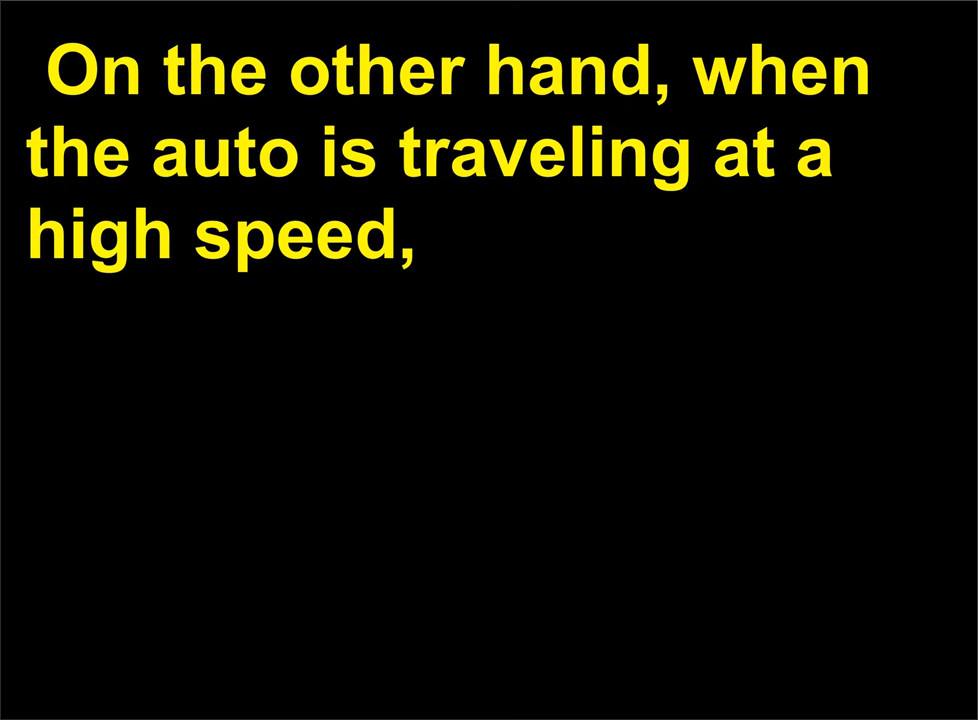 On the other hand, when
the auto is traveling at a
high speed,